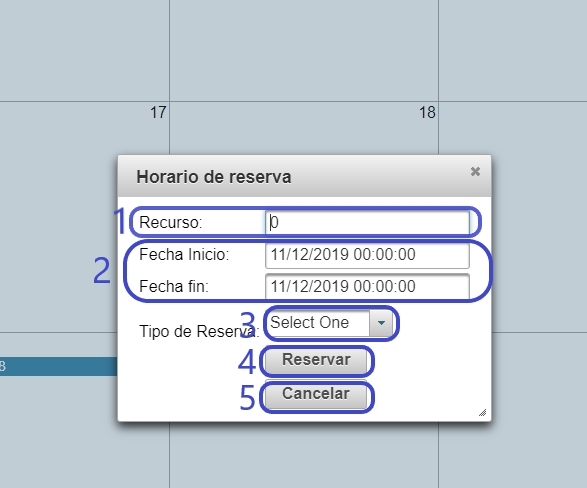 17
18
Horario de reserva
1 Recurso: 0
2 Fecha Inicio: 11/12/2019 00:00:00
Fecha fin: 11/12/2019 00:00:00
Tipo de Reserva: 3 Select One
8
4 Reservar
5 Cancelar